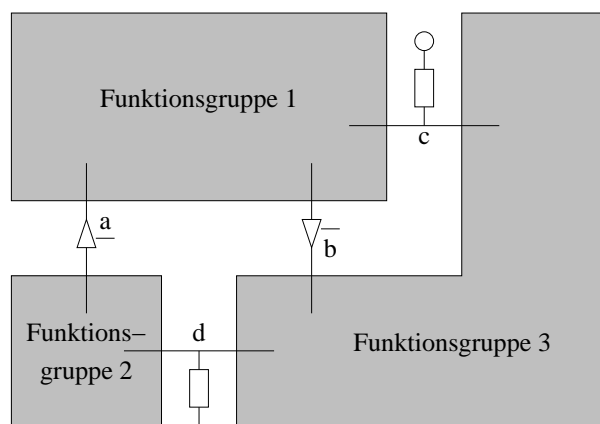 Funktionsgruppe 1
c
a
b
Funktions–
gruppe 2
d
Funktionsgruppe 3